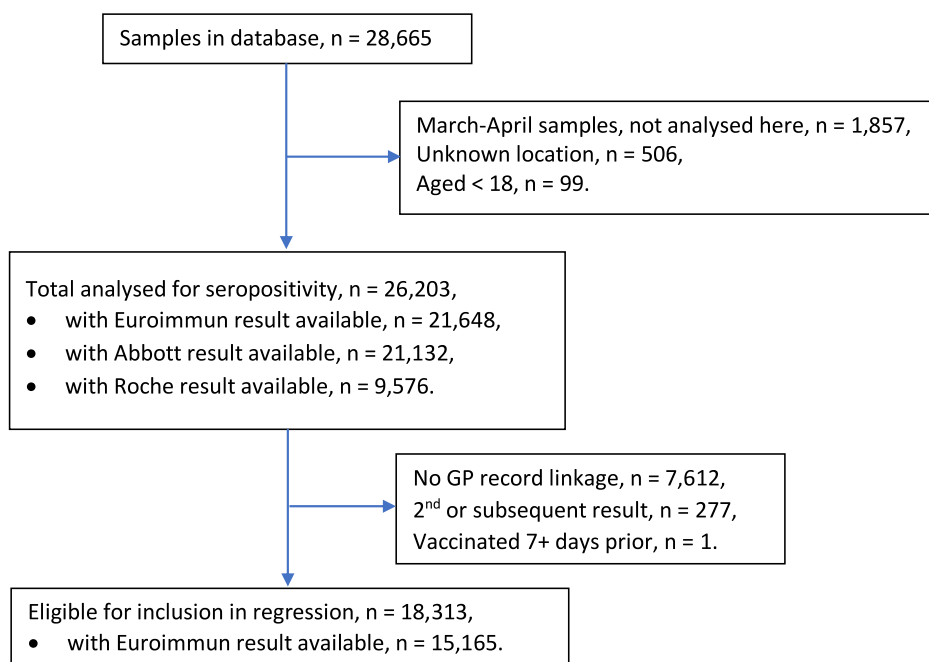 Samples in database, n = 28,665
March-April samples, not analysed here, n = 1,857,
Unknown location, n = 506,
Aged < 18, n = 99.
Total analysed for seropositivity, n = 26,203,
• with Euroimmun result available, n = 21,648,
• with Abbott result available, n = 21,132,
• with Roche result available, n = 9,576.
No GP record linkage, n = 7,612,
2nd or subsequent result, n = 277,
Vaccinated 7+ days prior, n = 1.
Eligible for inclusion in regression, n = 18,313,
• with Euroimmun result available, n = 15,165.